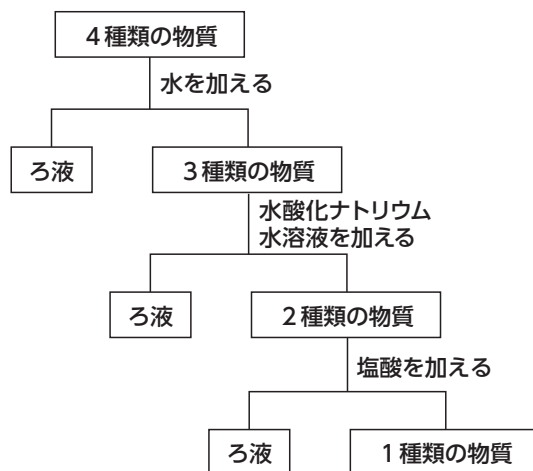 4種類の物質
水を加える
ろ液
3種類の物質
水酸化ナトリウム
水溶液を加える
ろ液
2種類の物質
塩酸を加える
ろ液
1種類の物質